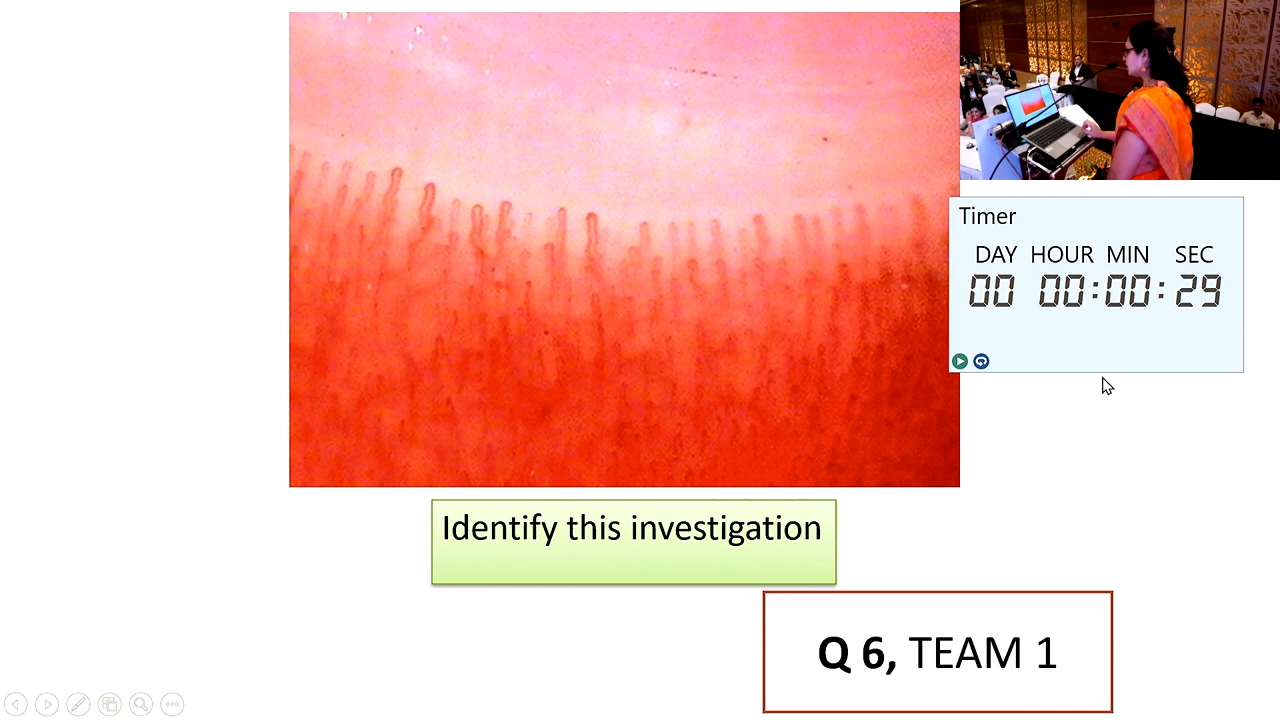 Timer
DAY HOUR MIN SEC
00 00:00:29
Identify this investigation
Q 6, TEAM 1